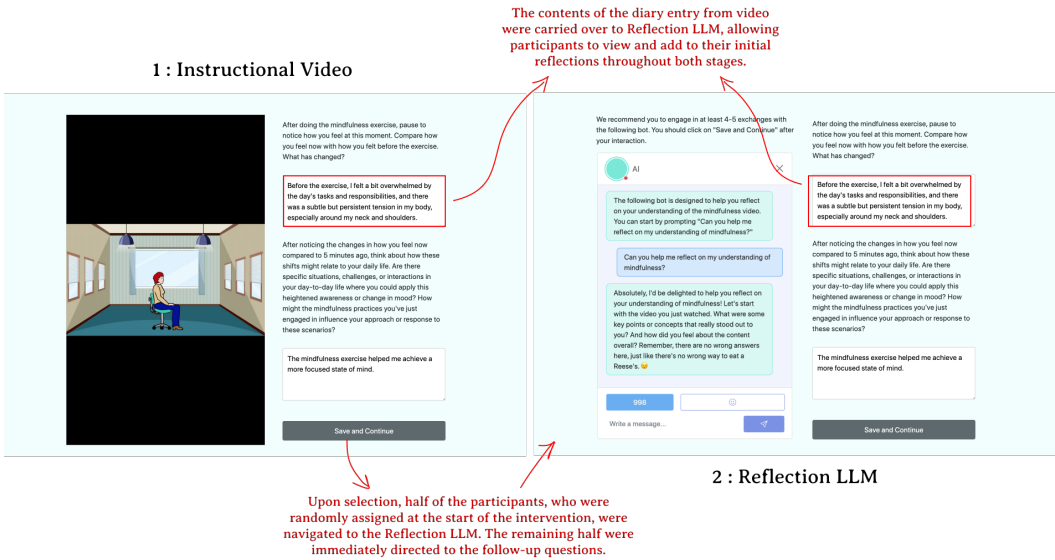 The contents of the diary entry from video
were carried over to Reflection LLM, allowing
participants to view and add to their initial
reflections throughout both stages.
1 : Instructional Video
After doing the mindfulness exercise, pause to
notice how you feel at this moment. Compare how
you feel now with how you felt before the exercise.
What has changed?
Before the exercise, I felt a bit overwhelmed by
the day's tasks and responsibilities, and there
was a subtle but persistent tension in my body,
especially around my neck and shoulders.
After noticing the changes in how you feel now
compared to 5 minutes ago, think about how these
shifts might relate to your daily life. Are there
specific situations, challenges, or interactions in
your day-to-day life where you could apply this
heightened awareness or change in mood? How
might the mindfulness practices you've just
engaged in influence your approach or response to
these scenarios?
The mindfulness exercise helped me achieve a
more focused state of mind.
Save and Continue
We recommend you to engage in at least 4-5 exchanges with
the following bot. You should click on "Save and Continue" after
your interaction.
AI
The following bot is designed to help you reflect
on your understanding of the mindfulness video.
You can start by prompting "Can you help me
reflect on my understanding of mindfulness?"
Can you help me reflect on my understanding of
mindfulness?
Absolutely, I'd be delighted to help you reflect on
your understanding of mindfulness! Let's start
with the video you just watched. What were some
key points or concepts that really stood out to
you? And how did you feel about the content
overall? Remember, there are no wrong answers
here, just like there's no wrong way to eat a
Reese's. 😉
996
Write a message...
After doing the mindfulness exercise, pause to
notice how you feel at this moment. Compare how
you feel now with how you felt before the exercise.
What has changed?
Before the exercise, I felt a bit overwhelmed by
the day's tasks and responsibilities, and there
was a subtle but persistent tension in my body,
especially around my neck and shoulders.
After noticing the changes in how you feel now
compared to 5 minutes ago, think about how these
shifts might relate to your daily life. Are there
specific situations, challenges, or interactions in
your day-to-day life where you could apply this
heightened awareness or change in mood? How
might the mindfulness practices you've just
engaged in influence your approach or response to
these scenarios?
The mindfulness exercise helped me achieve a
more focused state of mind.
Save and Continue
2 : Reflection LLM
Upon selection, half of the participants, who were
randomly assigned at the start of the intervention, were
navigated to the Reflection LLM. The remaining half were
immediately directed to the follow-up questions.